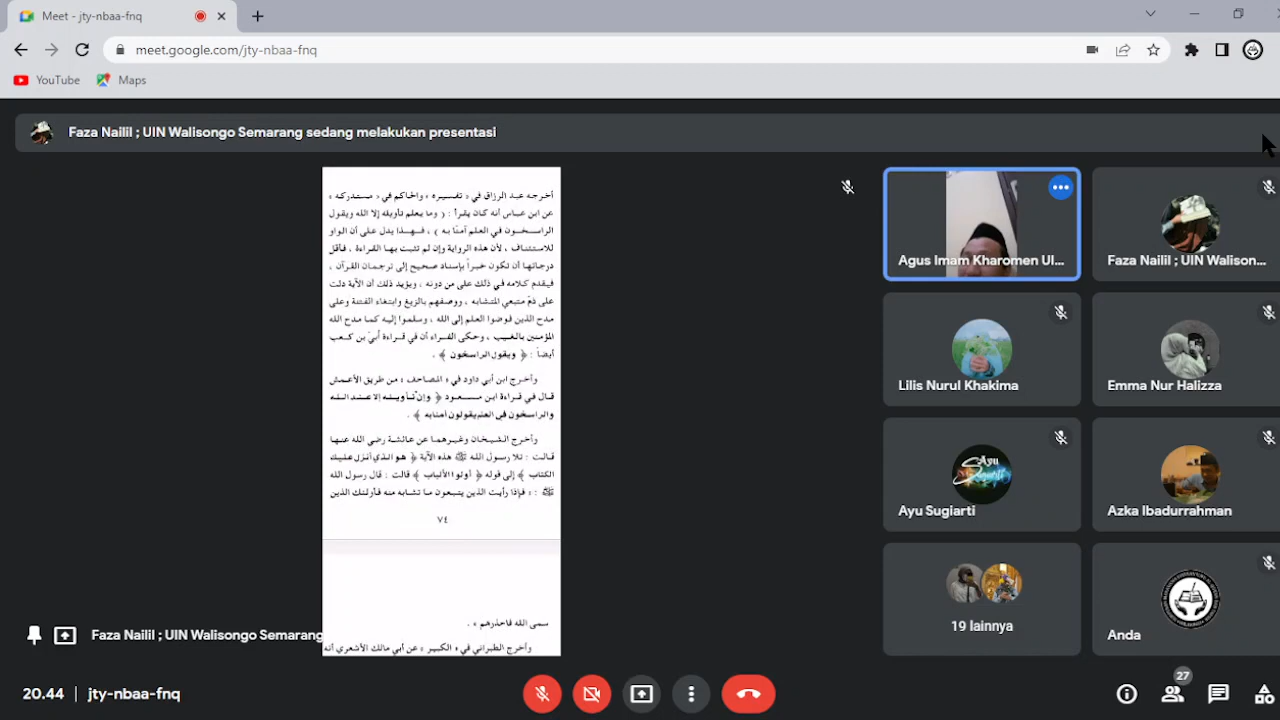 Meet - jty-nbaa-fnq
meet.google.com/jty-nbaa-fnq
YouTube
Maps
Faza Nailil ; UIN Walisongo Semarang sedang melakukan presentasi
أخرجه عبد الرزاق في « تفسيره » والحاكم في « مستدركه »
عن ابن عباس أنه كان يقرأ : ( وما يعلم تأويله إلا الله ويقول
الراسخون في العلم آمنا به ) ، فهذا يدل على أن الواو
للاستئناف ، لأن هذه الرواية وإن لم تثبت بها القراءة ، فأقل
درجاتها أن تكون خبراً بإسناد صحيح إلى ترجمان القرآن ،
فيقدم كلامه في ذلك على من دونه ، ويؤيد ذلك أن الآية دلت
على ذمّ متبعي المتشابه ، ووصفهم بالزيغ وابتغاء الفتنة وعلى
مدح الذين فوضوا العلم إلى الله ، وسلموا إليه كما مدح الله
المؤمنين بالغيب ، وحكى الفراء أن في قراءة أبيّ بن كعب
أيضاً : ﴿ ويقول الراسخون ﴾ .
وأخرج ابن أبي داود في « المصاحف » من طريق الأعمش
قال في قراءة ابن مسعود ﴿ وإن تأويله إلا عند الله
والراسخون في العلم يقولون آمنا به ﴾ .
وأخرج الشيخان وغيرهما عن عائشة رضي الله عنها
قالت : تلا رسول الله ﷺ هذه الآية ﴿ هو الذي أنزل عليك
الكتاب ﴾ إلى قوله ﴿ أولوا الألباب ﴾ قالت : قال رسول الله
ﷺ : « فإذا رأيت الذين يتبعون ما تشابه منه فأولئك الذين
٧٤
سمى الله فاحذرهم » .
وأخرج الطبراني في « الكبير » عن أبي مالك الأشعري أنه
Agus Imam Kharomen UI...
Faza Nailil ; UIN Walison...
Lilis Nurul Khakima
Emma Nur Halizza
Ayu Sugiarti
Azka Ibadurrahman
19 lainnya
Anda
Faza Nailil ; UIN Walisongo Semarang
20.44 | jty-nbaa-fnq
27